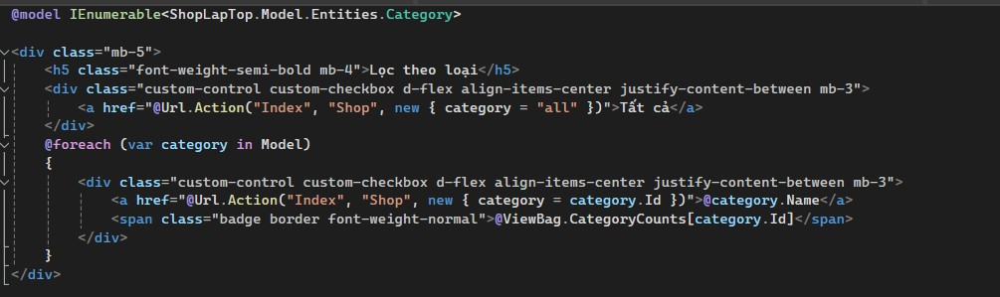 @model IEnumerable<ShopLapTop.Model.Entities.Category>
<div class="mb-5">
<h5 class="font-weight-semi-bold mb-4">Lọc theo loại</h5>
<div class="custom-control custom-checkbox d-flex align-items-center justify-content-between mb-3">
<a href="@Url.Action("Index", "Shop", new { category = "all" })">Tất cả</a>
</div>
@foreach (var category in Model)
{
<div class="custom-control custom-checkbox d-flex align-items-center justify-content-between mb-3">
<a href="@Url.Action("Index", "Shop", new { category = category.Id })">@category.Name</a>
<span class="badge border font-weight-normal">@ViewBag.CategoryCounts[category.Id]</span>
</div>
}
</div>